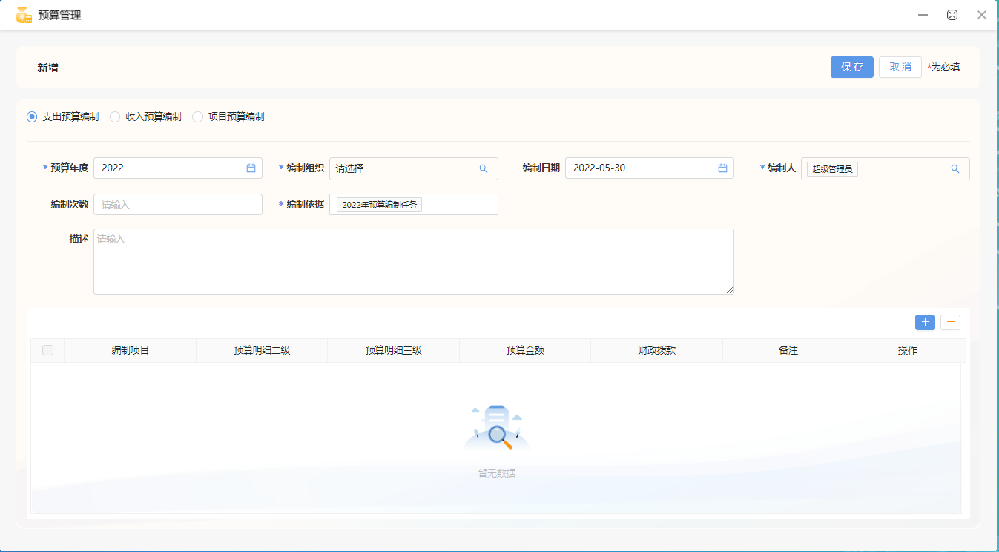 预算管理
新增
保存 取消 *为必填
支出预算编制 收入预算编制 项目预算编制
* 预算年度 2022 * 编制组织 请选择 编制日期 2022-05-30 * 编制人 超级管理员
编制次数 请输入 * 编制依据 2022年预算编制任务
描述 请输入
编制项目 预算明细二级 预算明细三级 预算金额 财政拨款 备注 操作
暂无数据